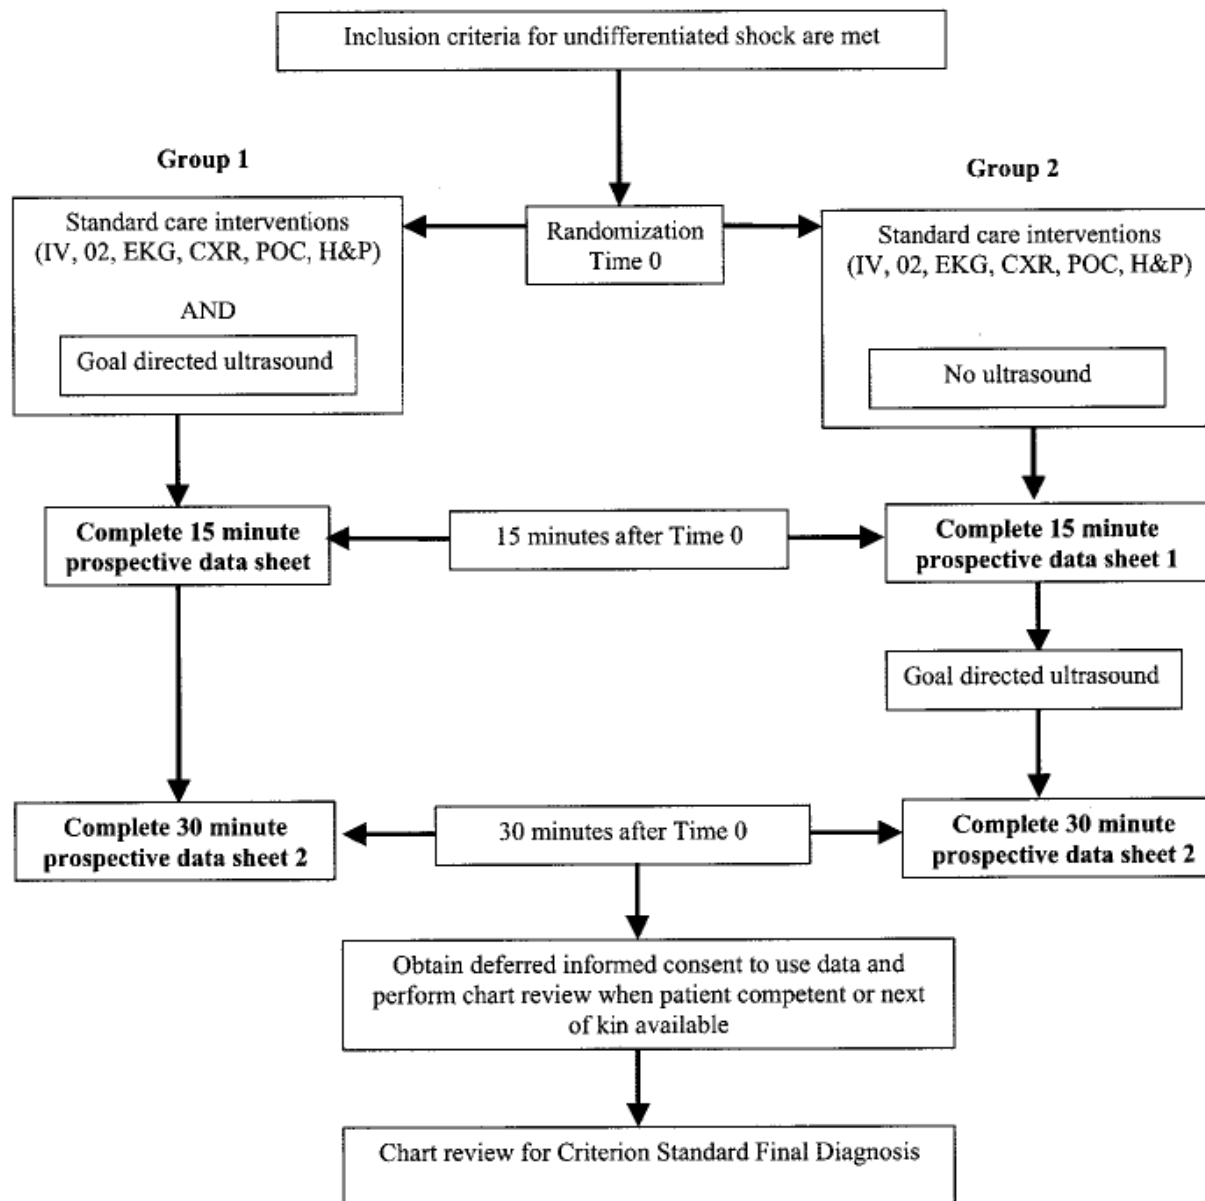 Inclusion criteria for undifferentiated shock are met
Group 1
Group 2
Standard care interventions
(IV, 02, EKG, CXR, POC, H&P)
AND
Goal directed ultrasound
Randomization
Time 0
Standard care interventions
(IV, 02, EKG, CXR, POC, H&P)
No ultrasound
Complete 15 minute
prospective data sheet
15 minutes after Time 0
Complete 15 minute
prospective data sheet 1
Goal directed ultrasound
Complete 30 minute
prospective data sheet 2
30 minutes after Time 0
Complete 30 minute
prospective data sheet 2
Obtain deferred informed consent to use data and
perform chart review when patient competent or next
of kin available
Chart review for Criterion Standard Final Diagnosis